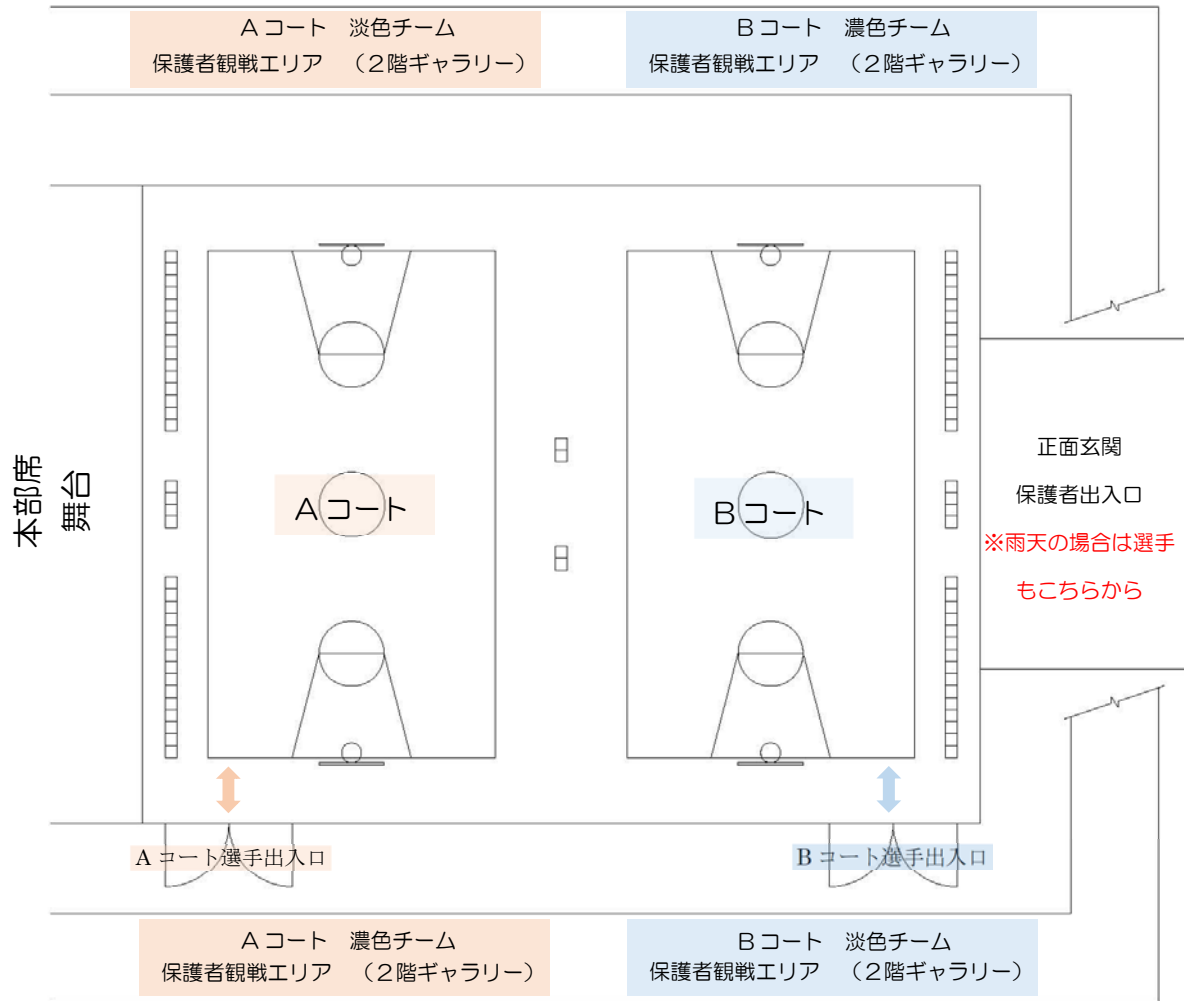 Aコート　淡色チーム
保護者観戦エリア　（２階ギャラリー）
Bコート　濃色チーム
保護者観戦エリア　（２階ギャラリー）
本部席
舞台
Aコート
Bコート
正面玄関
保護者出入口
※雨天の場合は選手
もこちらから
A コート選手出入口
B コート選手出入口
Aコート　濃色チーム
保護者観戦エリア　（２階ギャラリー）
Bコート　淡色チーム
保護者観戦エリア　（２階ギャラリー）